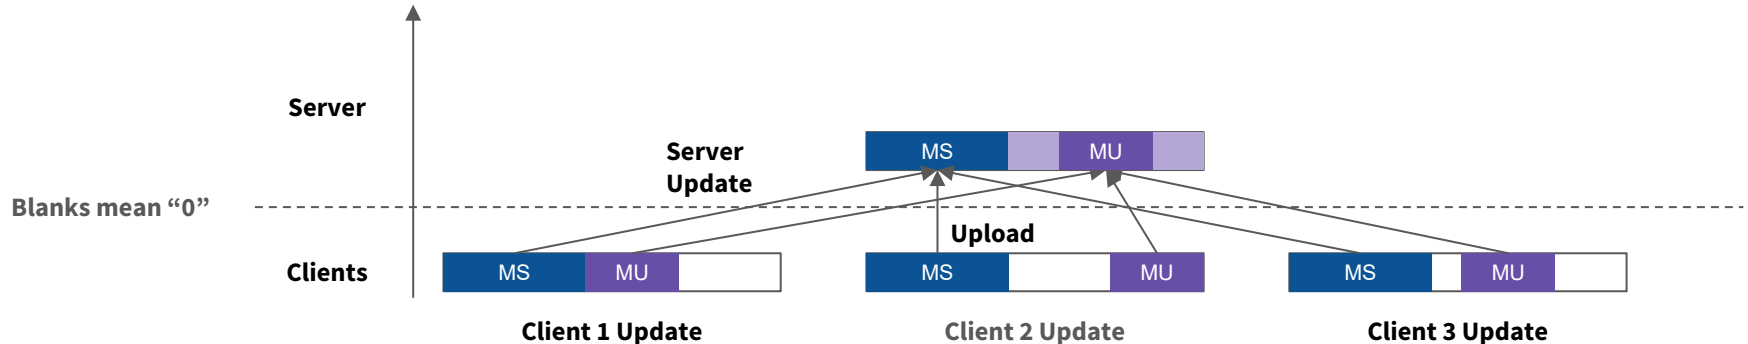 Server
Server
Update
MS
MU
Blanks mean “0”
Upload
Clients
MS
MU
MS
MU
MS
MU
Client 1 Update
Client 2 Update
Client 3 Update